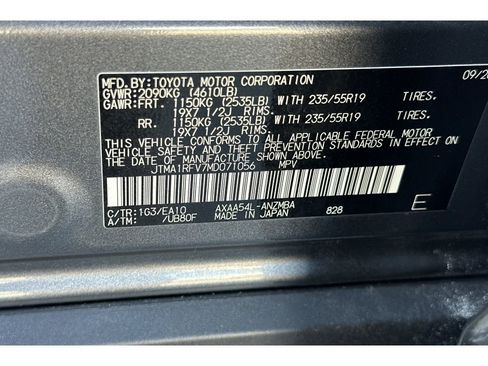 MFD.BY:TOYOTA MOTOR CORPORATION 09/20
GVWR:2090KG (4610LB)
GAWR:FRT. 1150KG (2535LB) WITH 235/55R19 TIRES.
19X7 1/2J RIMS.
RR. 1150KG (2535LB) WITH 235/55R19 TIRES.
19X7 1/2J RIMS.
THIS VEHICLE CONFORMS TO ALL APPLICABLE FEDERAL MOTOR
VEHICLE SAFETY AND THEFT PREVENTION STANDARDS IN EFFECT
ON THE DATE OF MANUFACTURE SHOWN ABOVE.
JTMA1RFV7MD071056 MPV
C/TR:1G3/EA10 AXAA54L-ANZMBA E
A/TM: /UB80F MADE IN JAPAN 828